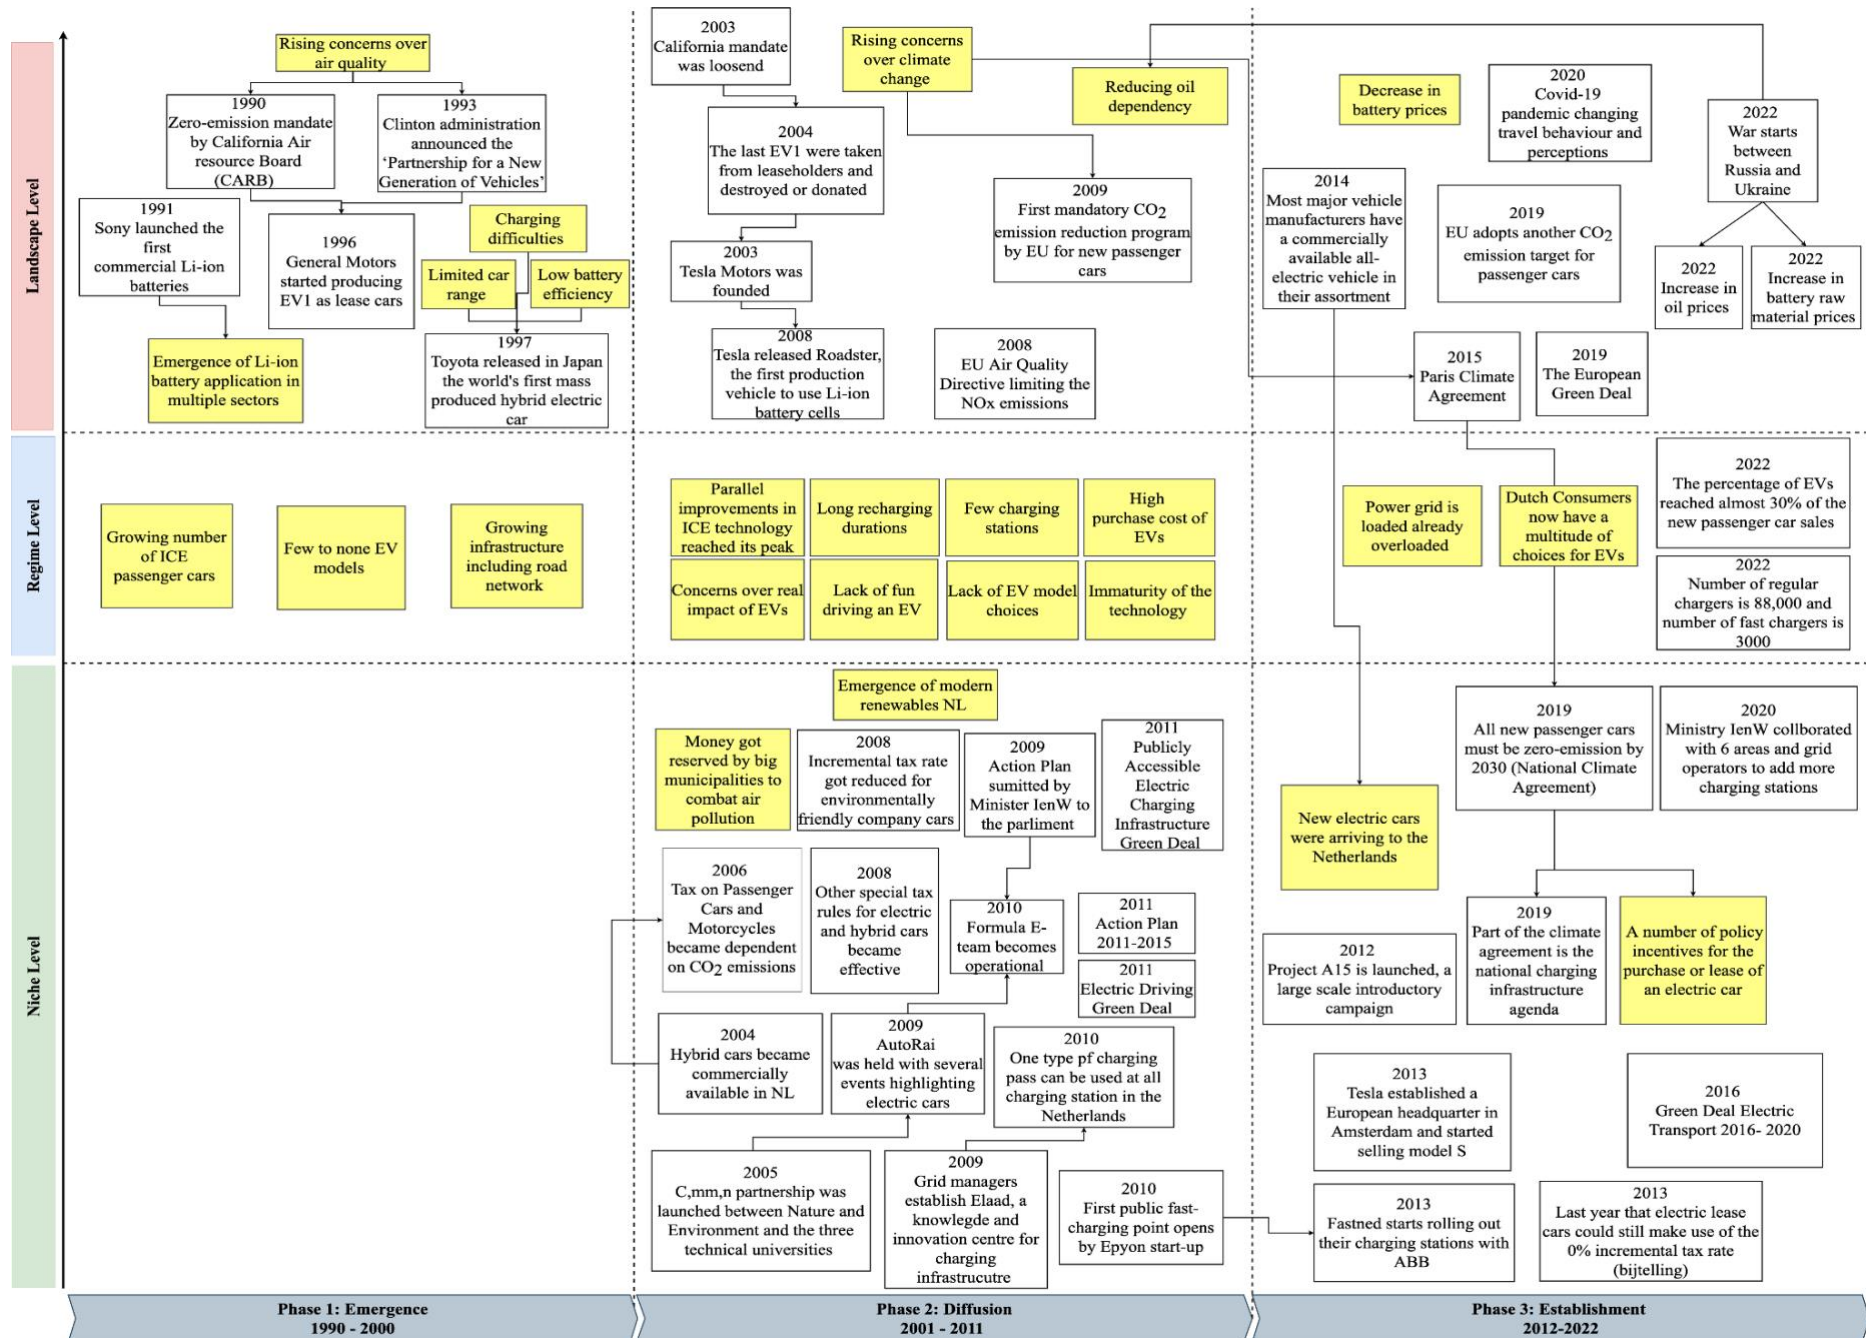 Landscape Level
Rising concerns over
air quality
1990
Zero-emission mandate
by California Air
resource Board
(CARB)
1993
Clinton administration
announced the
‘Partnership for a New
Generation of Vehicles’
1991
Sony launched the
first
commercial Li-ion
batteries
1996
General Motors
started producing
EV1 as lease cars
Charging
difficulties
Limited car
range
Low battery
efficiency
Emergence of Li-ion
battery application in
multiple sectors
1997
Toyota released in Japan
the world's first mass
produced hybrid electric
car
2003
California mandate
was loosend
Rising concerns
over climate
change
Reducing oil
dependency
2004
The last EV1 were taken
from leaseholders and
destroyed or donated
2009
First mandatory CO2
emission reduction program
by EU for new passenger
cars
2003
Tesla Motors was
founded
2008
Tesla released Roadster,
the first production
vehicle to use Li-ion
battery cells
2008
EU Air Quality
Directive limiting the
NOx emissions
Decrease in
battery prices
2020
Covid-19
pandemic changing
travel behaviour and
perceptions
2022
War starts
between
Russia and
Ukraine
2014
Most major vehicle
manufacturers have
a commercially
available all-
electric vehicle in
their assortment
2019
EU adopts another CO2
emission target for
passenger cars
2022
Increase in
oil prices
2022
Increase in
battery raw
material prices
2015
Paris Climate
Agreement
2019
The European
Green Deal
Regime Level
Growing number
of ICE
passenger cars
Few to none EV
models
Growing
infrastructure
including road
network
Parallel
improvements in
ICE technology
reached its peak
Long recharging
durations
Few charging
stations
High
purchase cost of
EVs
Concerns over real
impact of EVs
Lack of fun
driving an EV
Lack of EV model
choices
Immaturity of the
technology
Power grid is
loaded already
overloaded
Dutch Consumers
now have a
multitude of
choices for EVs
2022
The percentage of EVs
reached almost 30% of the
new passenger car sales
2022
Number of regular
chargers is 88,000 and
number of fast chargers is
3000
Niche Level
Emergence of modern
renewables NL
Money got
reserved by big
municipalities to
combat air
pollution
2008
Incremental tax rate
got reduced for
environmentally
friendly company cars
2009
Action Plan
sumitted by
Minister IenW to
the parliment
2011
Publicly
Accessible
Electric
Charging
Infrastructure
Green Deal
2006
Tax on Passenger
Cars and
Motorcycles
became dependent
on CO2 emissions
2008
Other special tax
rules for electric
and hybrid cars
became
effective
2010
Formula E-
team becomes
operational
2011
Action Plan
2011-2015
2011
Electric Driving
Green Deal
2004
Hybrid cars became
commercially
available in NL
2009
AutoRai
was held with several
events highlighting
electric cars
2010
One type pf charging
pass can be used at all
charging station in the
Netherlands
2005
C,mm,n partnership was
launched between Nature and
Environment and the three
technical universities
2009
Grid managers
establish Elaad, a
knowlegde and
innovation centre for
charging
infrastrucutre
2010
First public fast-
charging point opens
by Epyon start-up
2019
All new passenger cars
must be zero-emission by
2030 (National Climate
Agreement)
2020
Ministry IenW collborated
with 6 areas and grid
operators to add more
charging stations
New electric cars
were arriving to the
Netherlands
2012
Project A15 is launched, a
large scale introductory
campaign
2019
Part of the climate
agreement is the
national charging
infrastructure
agenda
A number of policy
incentives for the
purchase or lease of
an electric car
2013
Tesla established a
European headquarter in
Amsterdam and started
selling model S
2016
Green Deal Electric
Transport 2016- 2020
2013
Fastned starts rolling out
their charging stations with
ABB
2013
Last year that electric lease
cars could still make use of the
0% incremental tax rate
(bijtelling)
Phase 1: Emergence
1990 - 2000
Phase 2: Diffusion
2001 - 2011
Phase 3: Establishment
2012-2022